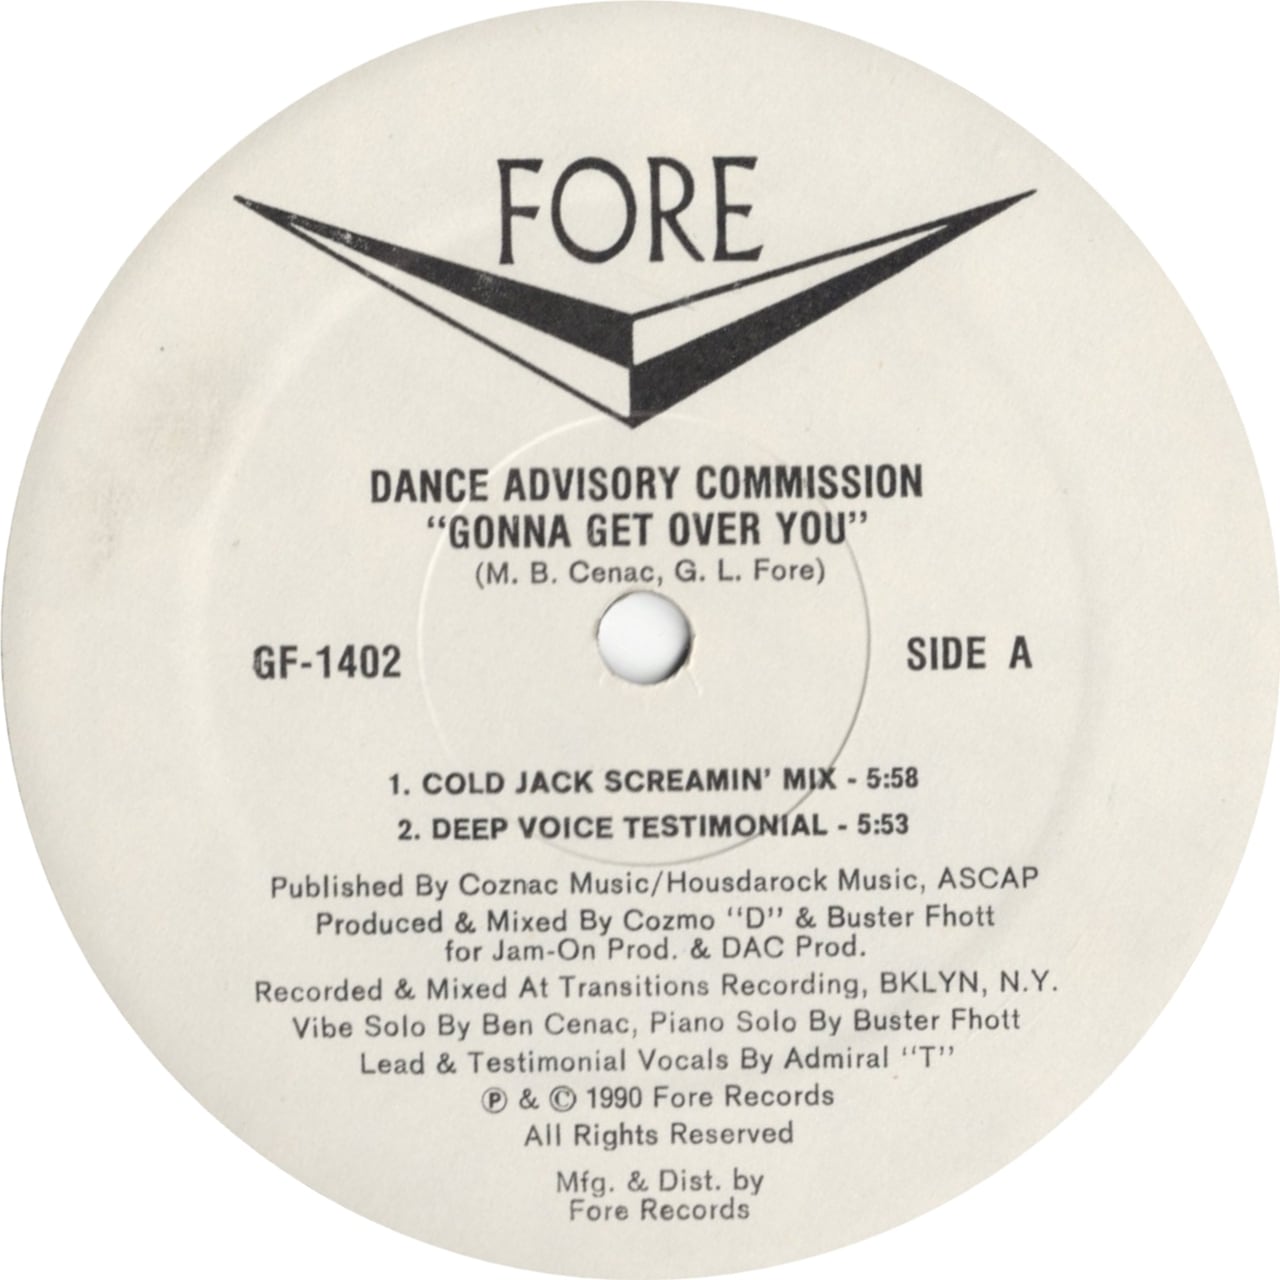 FORE
DANCE ADVISORY COMMISSION
“GONNA GET OVER YOU”
(M. B. Cenac, G. L. Fore)
GF-1402
SIDE A
1. COLD JACK SCREAMIN' MIX - 5:58
2. DEEP VOICE TESTIMONIAL - 5:53
Published By Coznac Music/Housdarock Music, ASCAP
Produced & Mixed By Cozmo “D” & Buster Fhott
for Jam-On Prod. & DAC Prod.
Recorded & Mixed At Transitions Recording, BKLYN, N.Y.
Vibe Solo By Ben Cenac, Piano Solo By Buster Fhott
Lead & Testimonial Vocals By Admiral “T”
Ⓟ & © 1990 Fore Records
All Rights Reserved
Mfg. & Dist. by
Fore Records